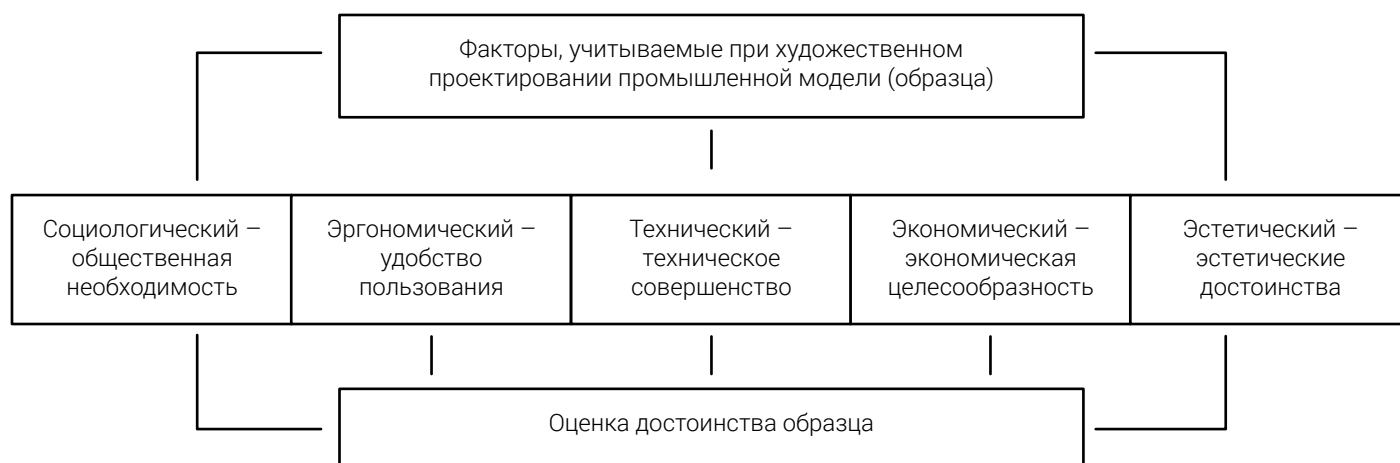 Факторы, учитываемые при художественном
проектировании промышленной модели (образца)
Социологический –
общественная
необходимость
Эргономический –
удобство
пользования
Технический –
техническое
совершенство
Экономический –
экономическая
целесообразность
Эстетический –
эстетические
достоинства
Оценка достоинства образца